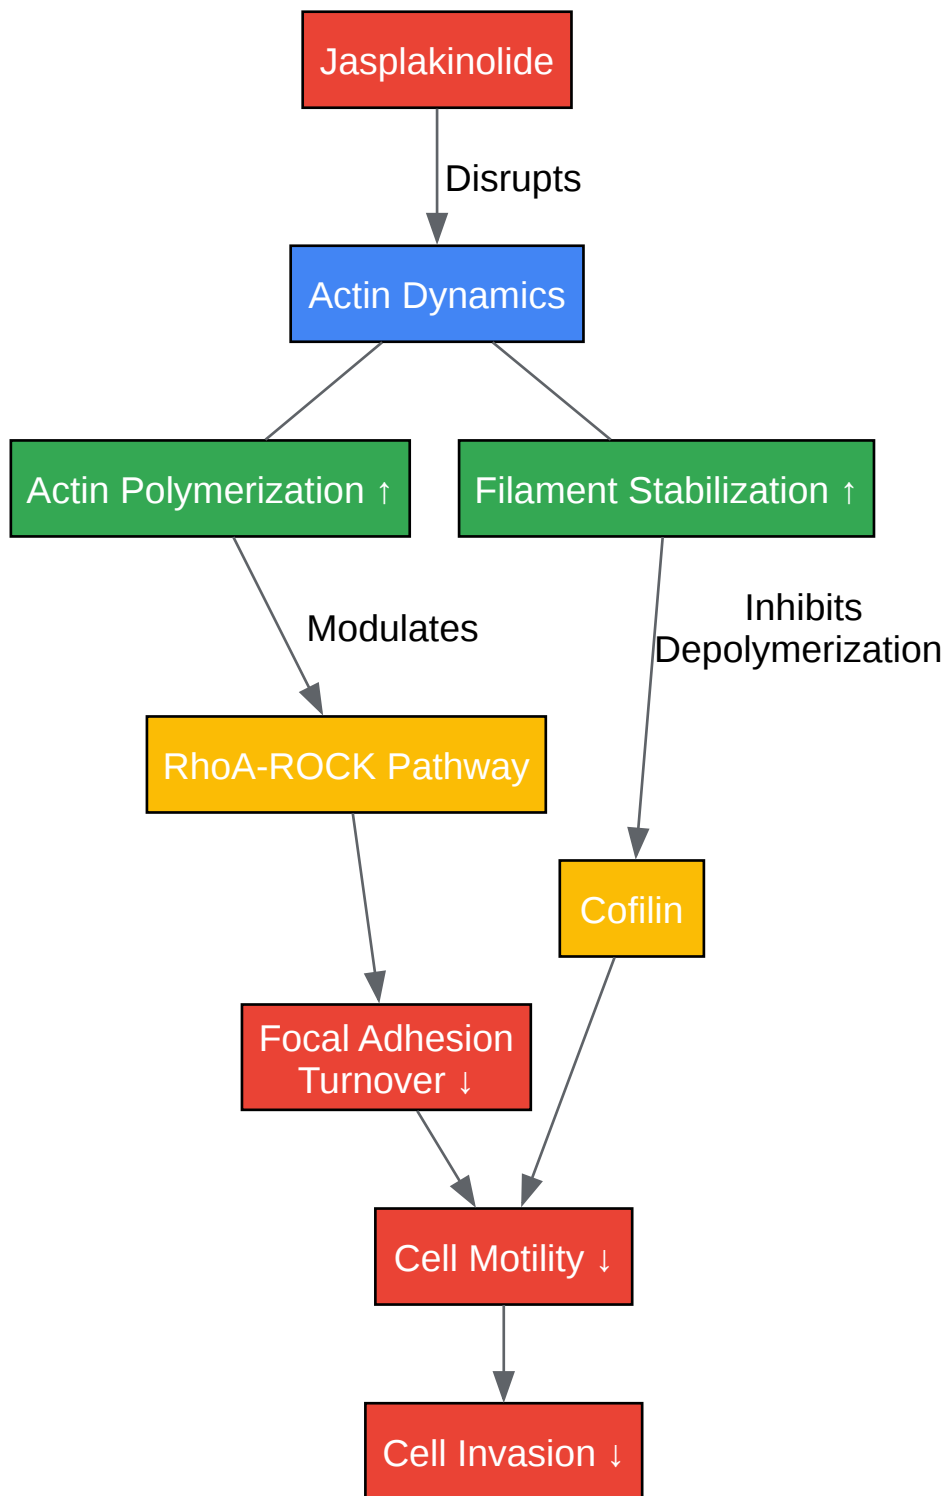 Jasplakinolide
Disrupts
Actin Dynamics
Actin Polymerization ↑
Filament Stabilization ↑
Modulates
Inhibits
Depolymerization
RhoA-ROCK Pathway
Cofilin
Focal Adhesion
Turnover ↓
Cell Motility ↓
Cell Invasion ↓